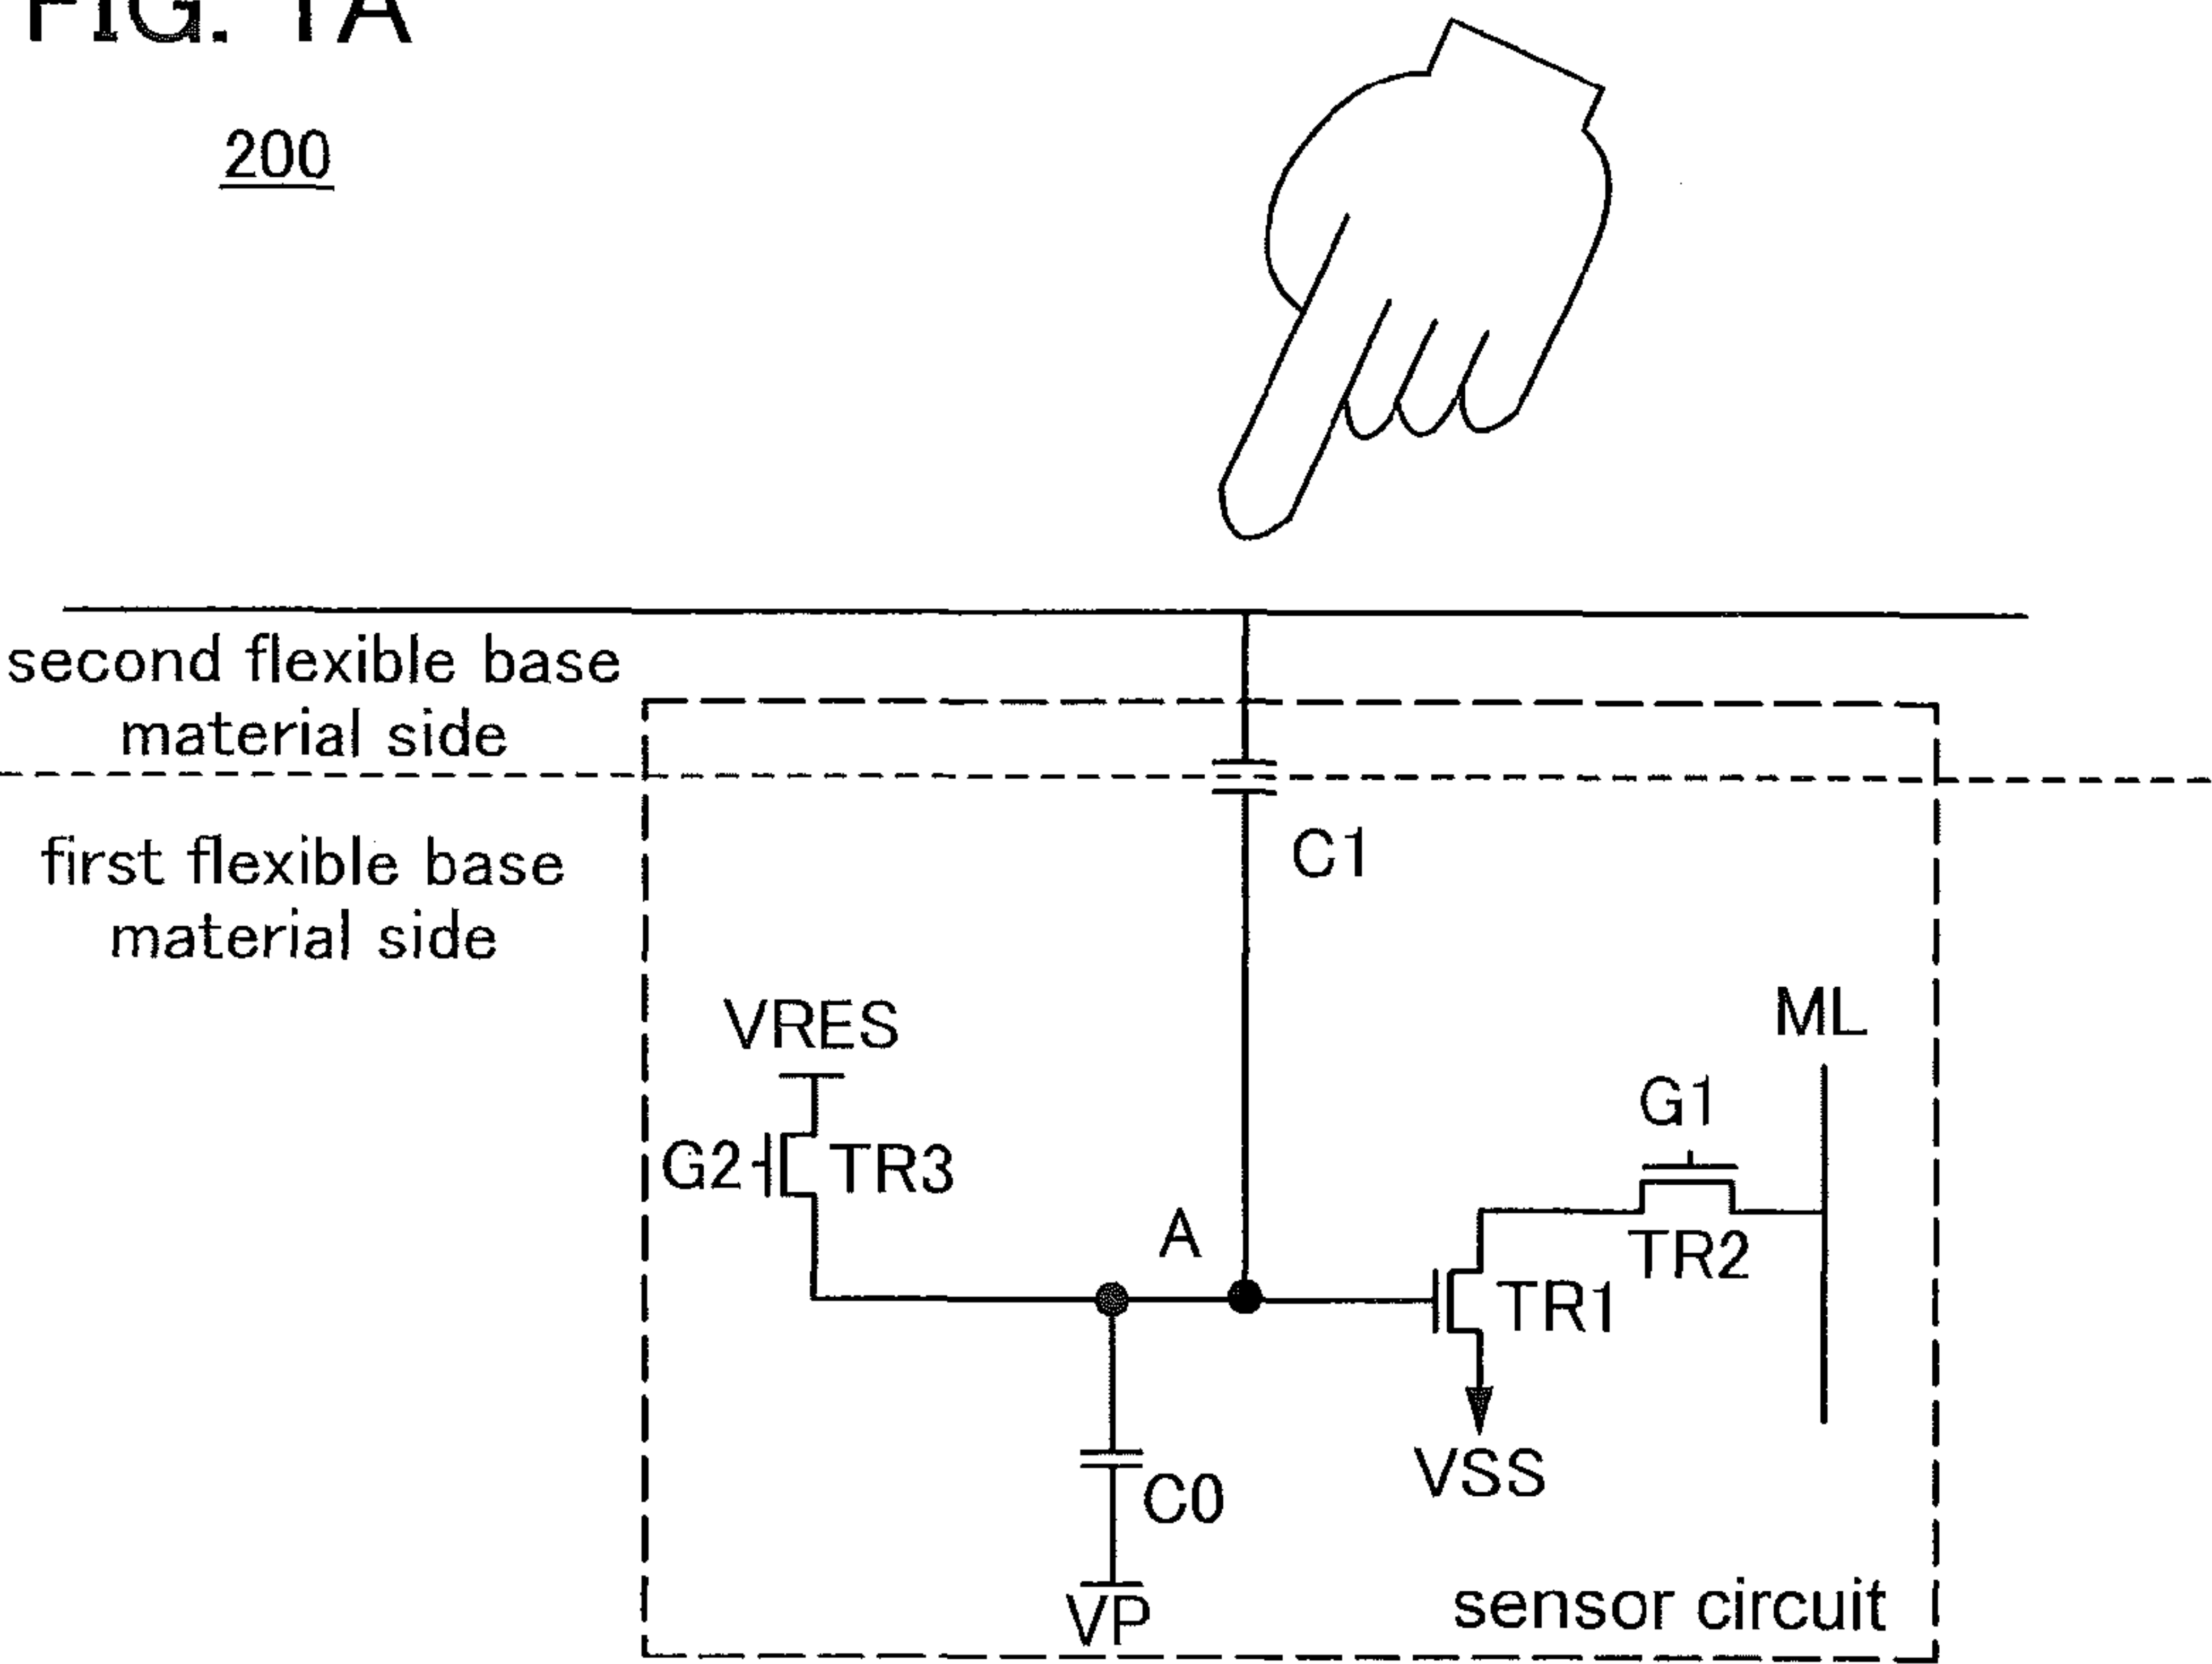 FIG. 1A
200
second flexible base
material side
first flexible base
material side
C1
VRES
ML
G1
G2
TR3
A
TR2
TR1
VSS
C0
VP
sensor circuit